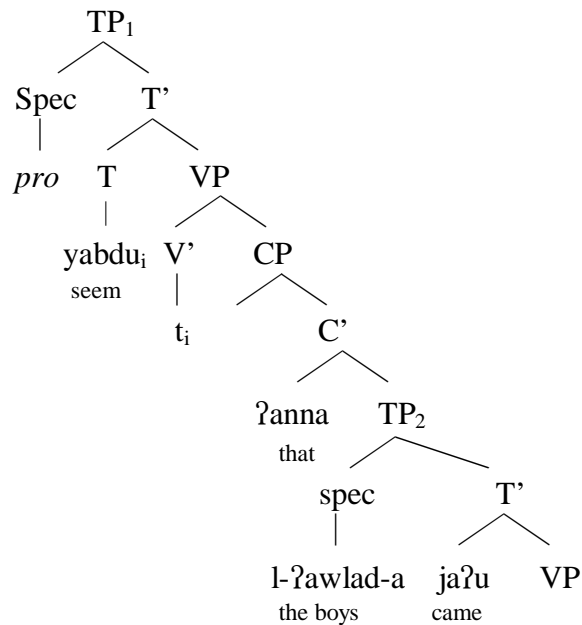 TP₁
Spec T’
pro T VP
yabduᵢ V’ CP
seem
tᵢ C’
ʔanna TP₂
that
spec T’
l-ʔawlad-a jaʔu VP
the boys came